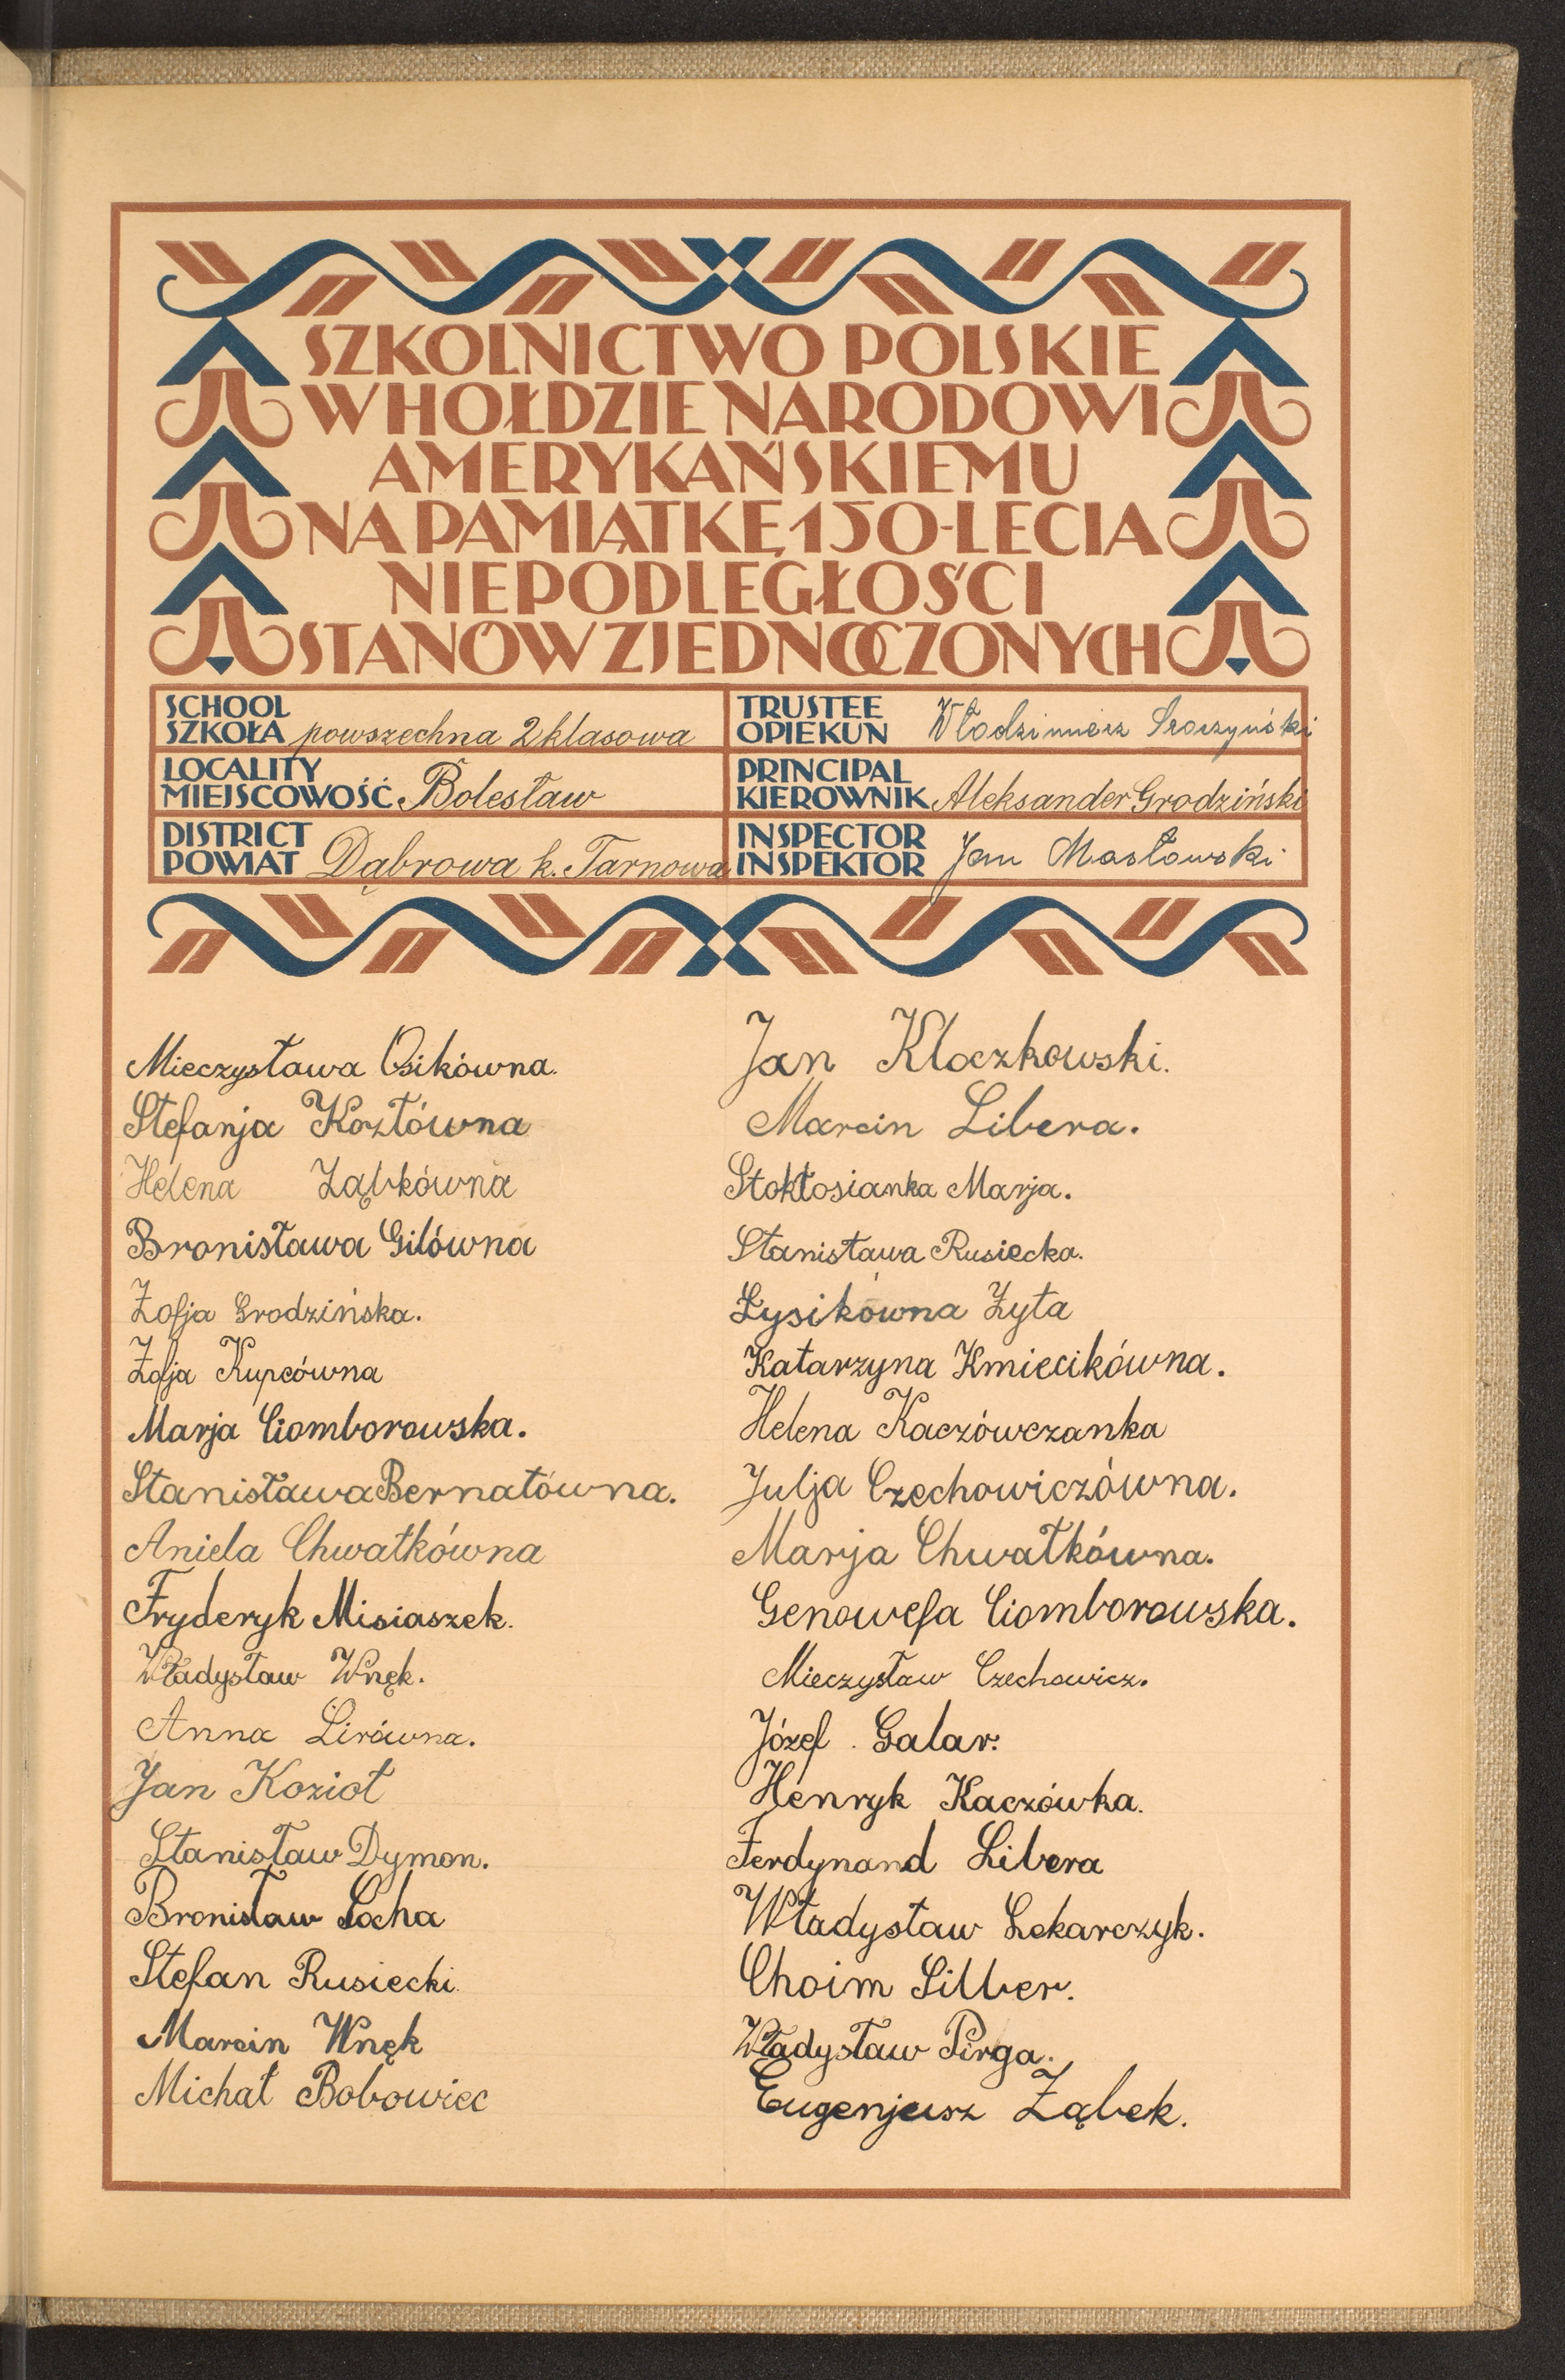 SZKOLNICTWO POLSKIE
W HOŁDZIE NARODOWI
AMERYKAŃSKIEMU
NA PAMIĄTKĘ 150-LECIA
NIEPODLEGŁOŚCI
STANÓW ZJEDNOCZONYCH
SCHOOL
SZKOŁA powszechna 2 klasowa
LOCALITY
MIEJSCOWOŚĆ Bolesław
DISTRICT
POWIAT Dąbrowa k. Tarnowa
TRUSTEE
OPIEKUN Włodzimierz
PRINCIPAL
KIEROWNIK Aleksander Grodziński
INSPECTOR
INSPEKTOR Jan Masłowski
Mieczysława Osikówna.
Stefanja Kozłówna
Helena Ząbkówna
Bronisława Gilówna
Zofja Grodzińska.
Zofja Kupcówna
Marja Ciomborowska.
Stanisława Bernatówna.
Aniela Chwałkówna
Fryderyk Misiaszek.
Władysław Wnęk.
Anna Lirówna.
Jan Kozioł
Stanisław Dymon.
Bronisław Socha
Stefan Rusiecki.
Marcin Wnęk
Michał Bobowiec
Jan Kloczkowski.
Marcin Libera.
Stokłosianka Marja.
Stanisława Rusiecka.
Łysikówna Zyta
Katarzyna Kmiecikówna.
Helena Kaczówczanka
Julja Czechowiczówna.
Marja Chwałkówna.
Genowefa Ciomborowska.
Mieczysław Czechowicz.
Józef Galar.
Henryk Kaczówka.
Ferdynand Libera
Władysław Lekarczyk.
Choim Silber.
Władysław Pirga.
Eugenjusz Ząbek.